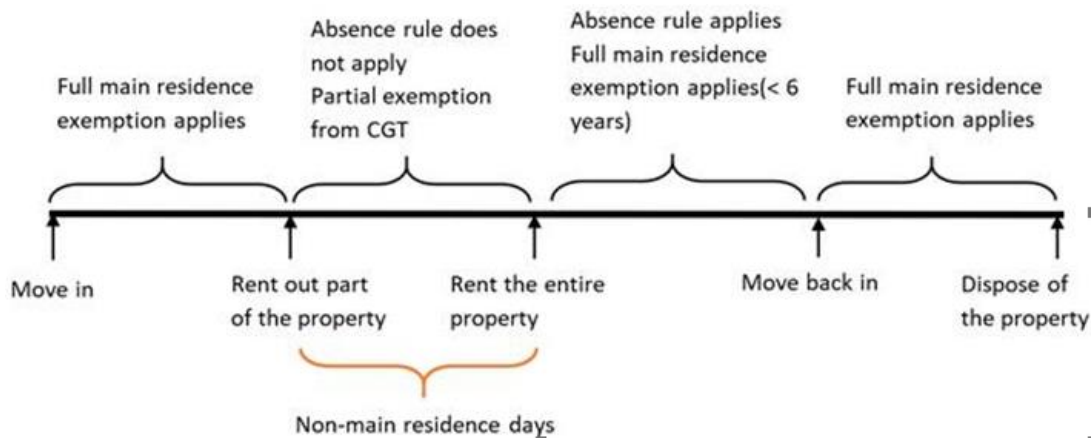 Full main residence
exemption applies
Absence rule does
not apply
Partial exemption
from CGT
Absence rule applies
Full main residence
exemption applies(< 6
years)
Full main residence
exemption applies
Move in
Rent out part
of the property
Rent the entire
property
Move back in
Dispose of
the property
Non-main residence days